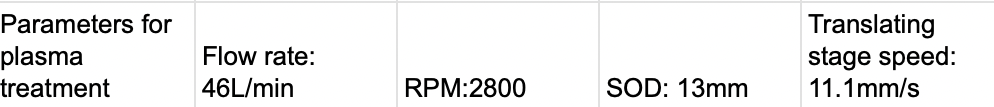 Parameters for
plasma
treatment
Flow rate:
46L/min
RPM:2800
SOD: 13mm
Translating
stage speed:
11.1mm/s